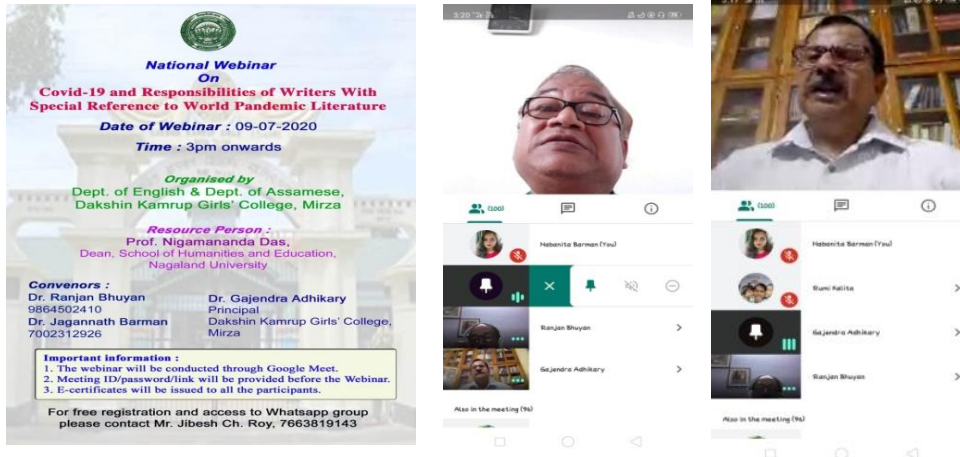 National Webinar
On
Covid-19 and Responsibilities of Writers With
Special Reference to World Pandemic Literature
Date of Webinar : 09-07-2020
Time : 3pm onwards
Organised by
Dept. of English & Dept. of Assamese,
Dakshin Kamrup Girls' College, Mirza
Resource Person :
Prof. Nigamananda Das,
Dean, School of Humanities and Education,
Nagaland University
Convenors :
Dr. Ranjan Bhuyan
9864502410
Dr. Jagannath Barman
7002312926
Dr. Gajendra Adhikary
Principal
Dakshin Kamrup Girls' College,
Mirza
Important information :
1. The webinar will be conducted through Google Meet.
2. Meeting ID/password/link will be provided before the Webinar.
3. E-certificates will be issued to all the participants.
For free registration and access to Whatsapp group
please contact Mr. Jibesh Ch. Roy, 7663819143
3:20
(100)
Nabanita Barman (You)
Ranjan Bhuyan
Gajendra Adhikary
Also in the meeting (96)
(100)
Nabanita Barman (You)
Rumi Kalita
Gajendra Adhikary
Ranjan Bhuyan
Also in the meeting (96)